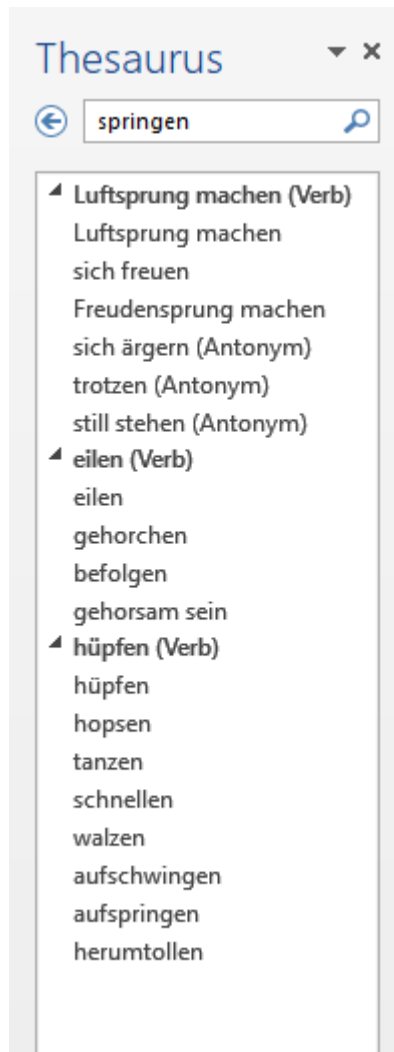 Thesaurus
springen
Luftsprung machen (Verb)
Luftsprung machen
sich freuen
Freudensprung machen
sich ärgern (Antonym)
trotzen (Antonym)
still stehen (Antonym)
eilen (Verb)
eilen
gehorchen
befolgen
gehorsam sein
hüpfen (Verb)
hüpfen
hopsen
tanzen
schnellen
walzen
aufschwingen
aufspringen
herumtollen